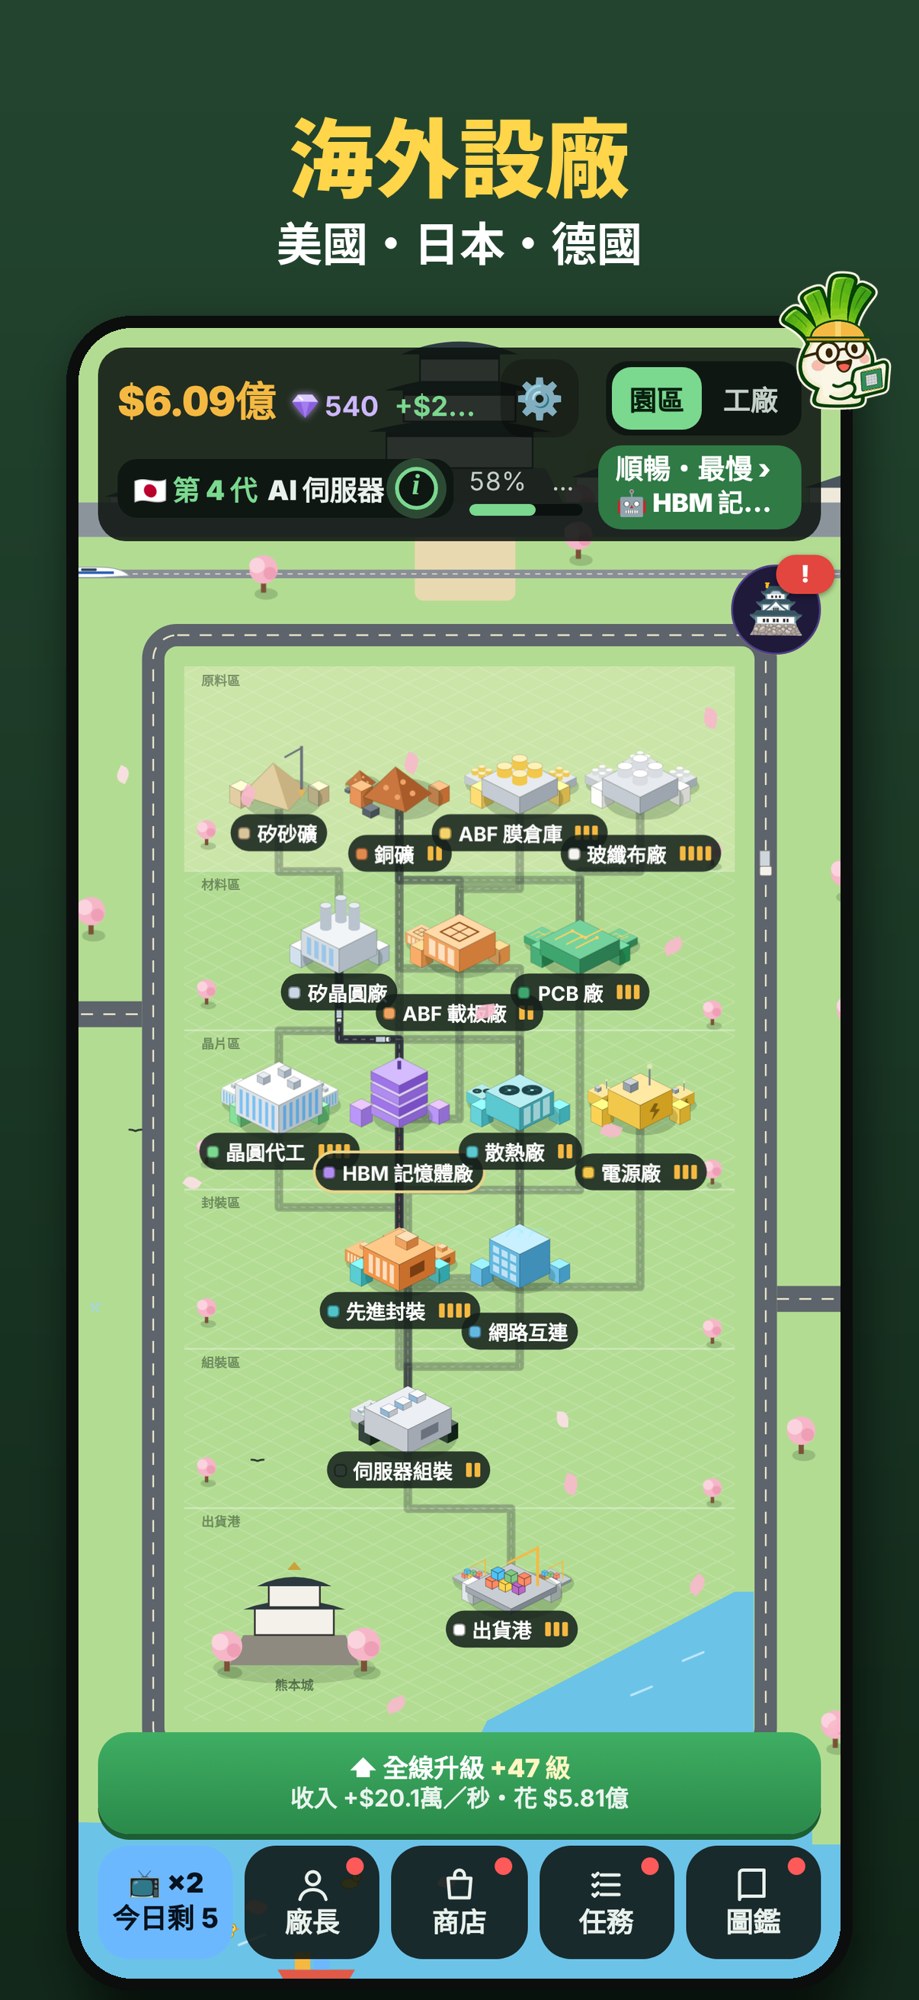 海外設廠
美國・日本・德國
$6.09億 540 +$2...
園區 工廠
第 4 代 AI 伺服器 i 58% ...
順暢・最慢 ›
HBM 記...
!
原料區
矽砂礦
銅礦
ABF 膜倉庫
玻纖布廠
材料區
矽晶圓廠
ABF 載板廠
PCB 廠
晶片區
晶圓代工
HBM 記憶體廠
散熱廠
電源廠
封裝區
先進封裝
網路互連
組裝區
伺服器組裝
出貨港
出貨港
熊本城
全線升級 +47 級
收入 +$20.1萬／秒・花 $5.81億
×2
今日剩 5
廠長
商店
任務
圖鑑